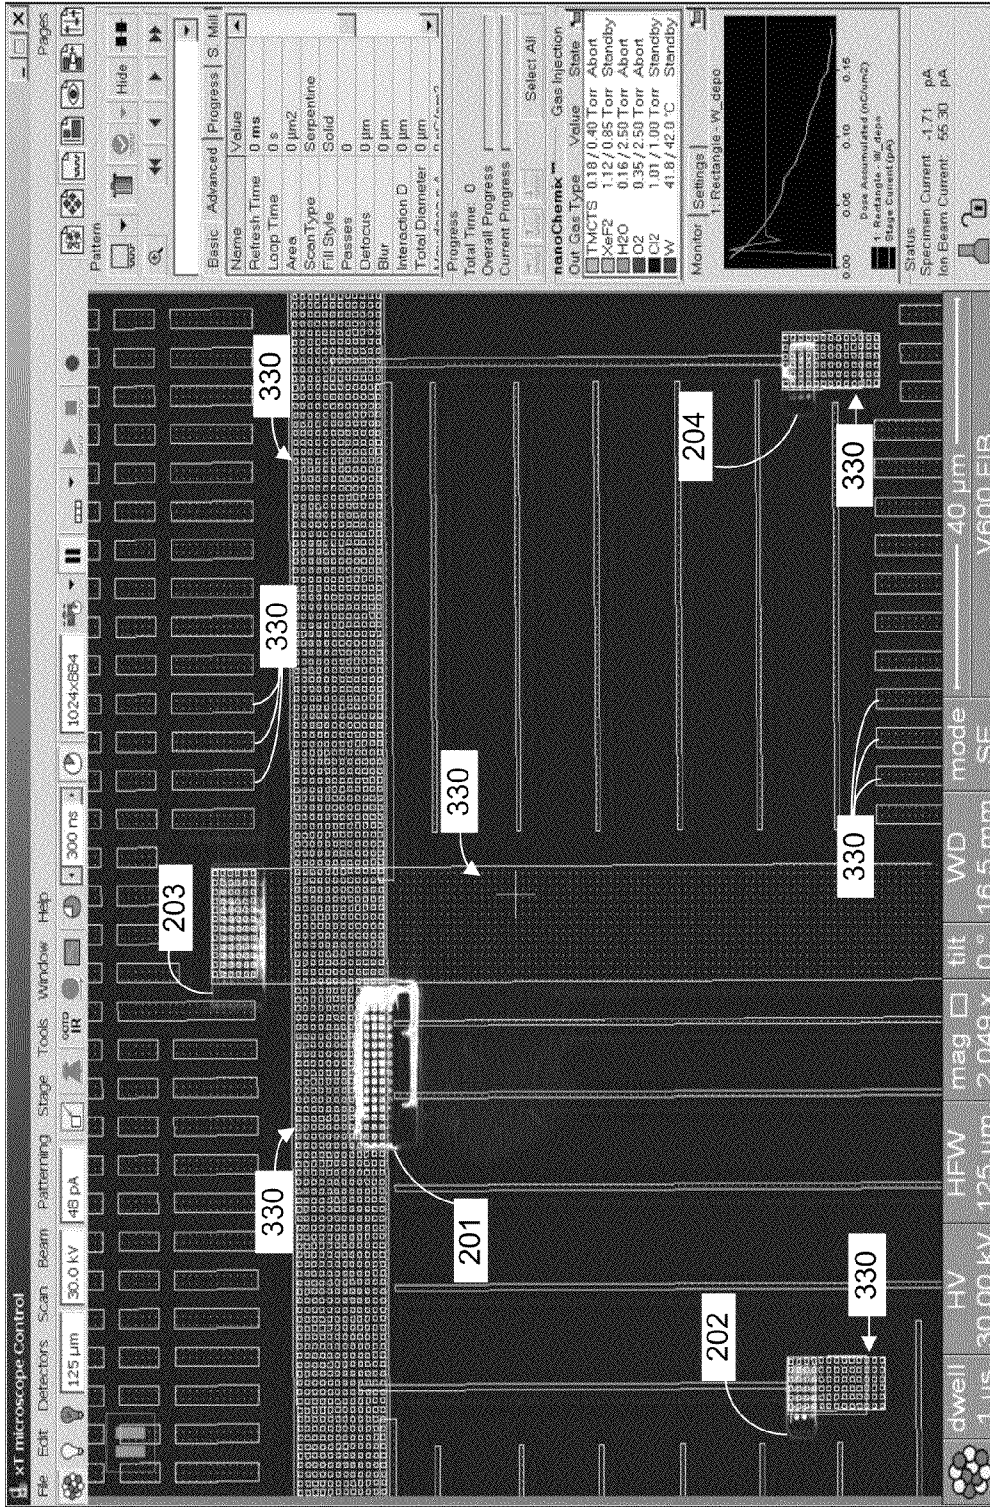 xT microscope Control
File Edit Detectors Scan Beam Patterning Stage Tools Window Help Pages
125 µm 30.0 kV 48 pA 300 ns 1024x884
Pattern
Hide
Basic Advanced Progress S. Mill
Name Value
Refresh Time 0 ms
Loop Time 0 s
Area 0 µm2
ScanType Serpentine
Fill Style Solid
Passes 0
Defocus 0 µm
Blur 0 µm
Interaction D 0 µm
Total Diameter 0 µm
Progress
Total Time: 0
Overall Progress
Current Progress
Select All
nanoChemix™ Gas Injection
Out Gas Type Value State
TMCTS 0.18 / 0.40 Torr Abort
XeF2 1.12 / 0.85 Torr Standby
H2O 0.16 / 2.50 Torr Abort
O2 0.35 / 2.50 Torr Abort
Cl2 1.01 / 1.00 Torr Standby
W 41.8 / 42.0 °C Standby
Monitor Settings
1: Rectangle - W_depo
0.00 0.05 0.10 0.15
Dose Accumulated (nC/um2)
1: Rectangle - W_depo
Stage Current (pA)
Status
Specimen Current -1.71 pA
Ion Beam Current 55.30 pA
330
330
203
330
330
204
330
201
202
330
330
330
dwell HV HFW mag □ tilt WD mode 40 µm
1 µs 30.00 kV 125 µm 2 049 x 0 ° 16.5 mm SE V600 FIB